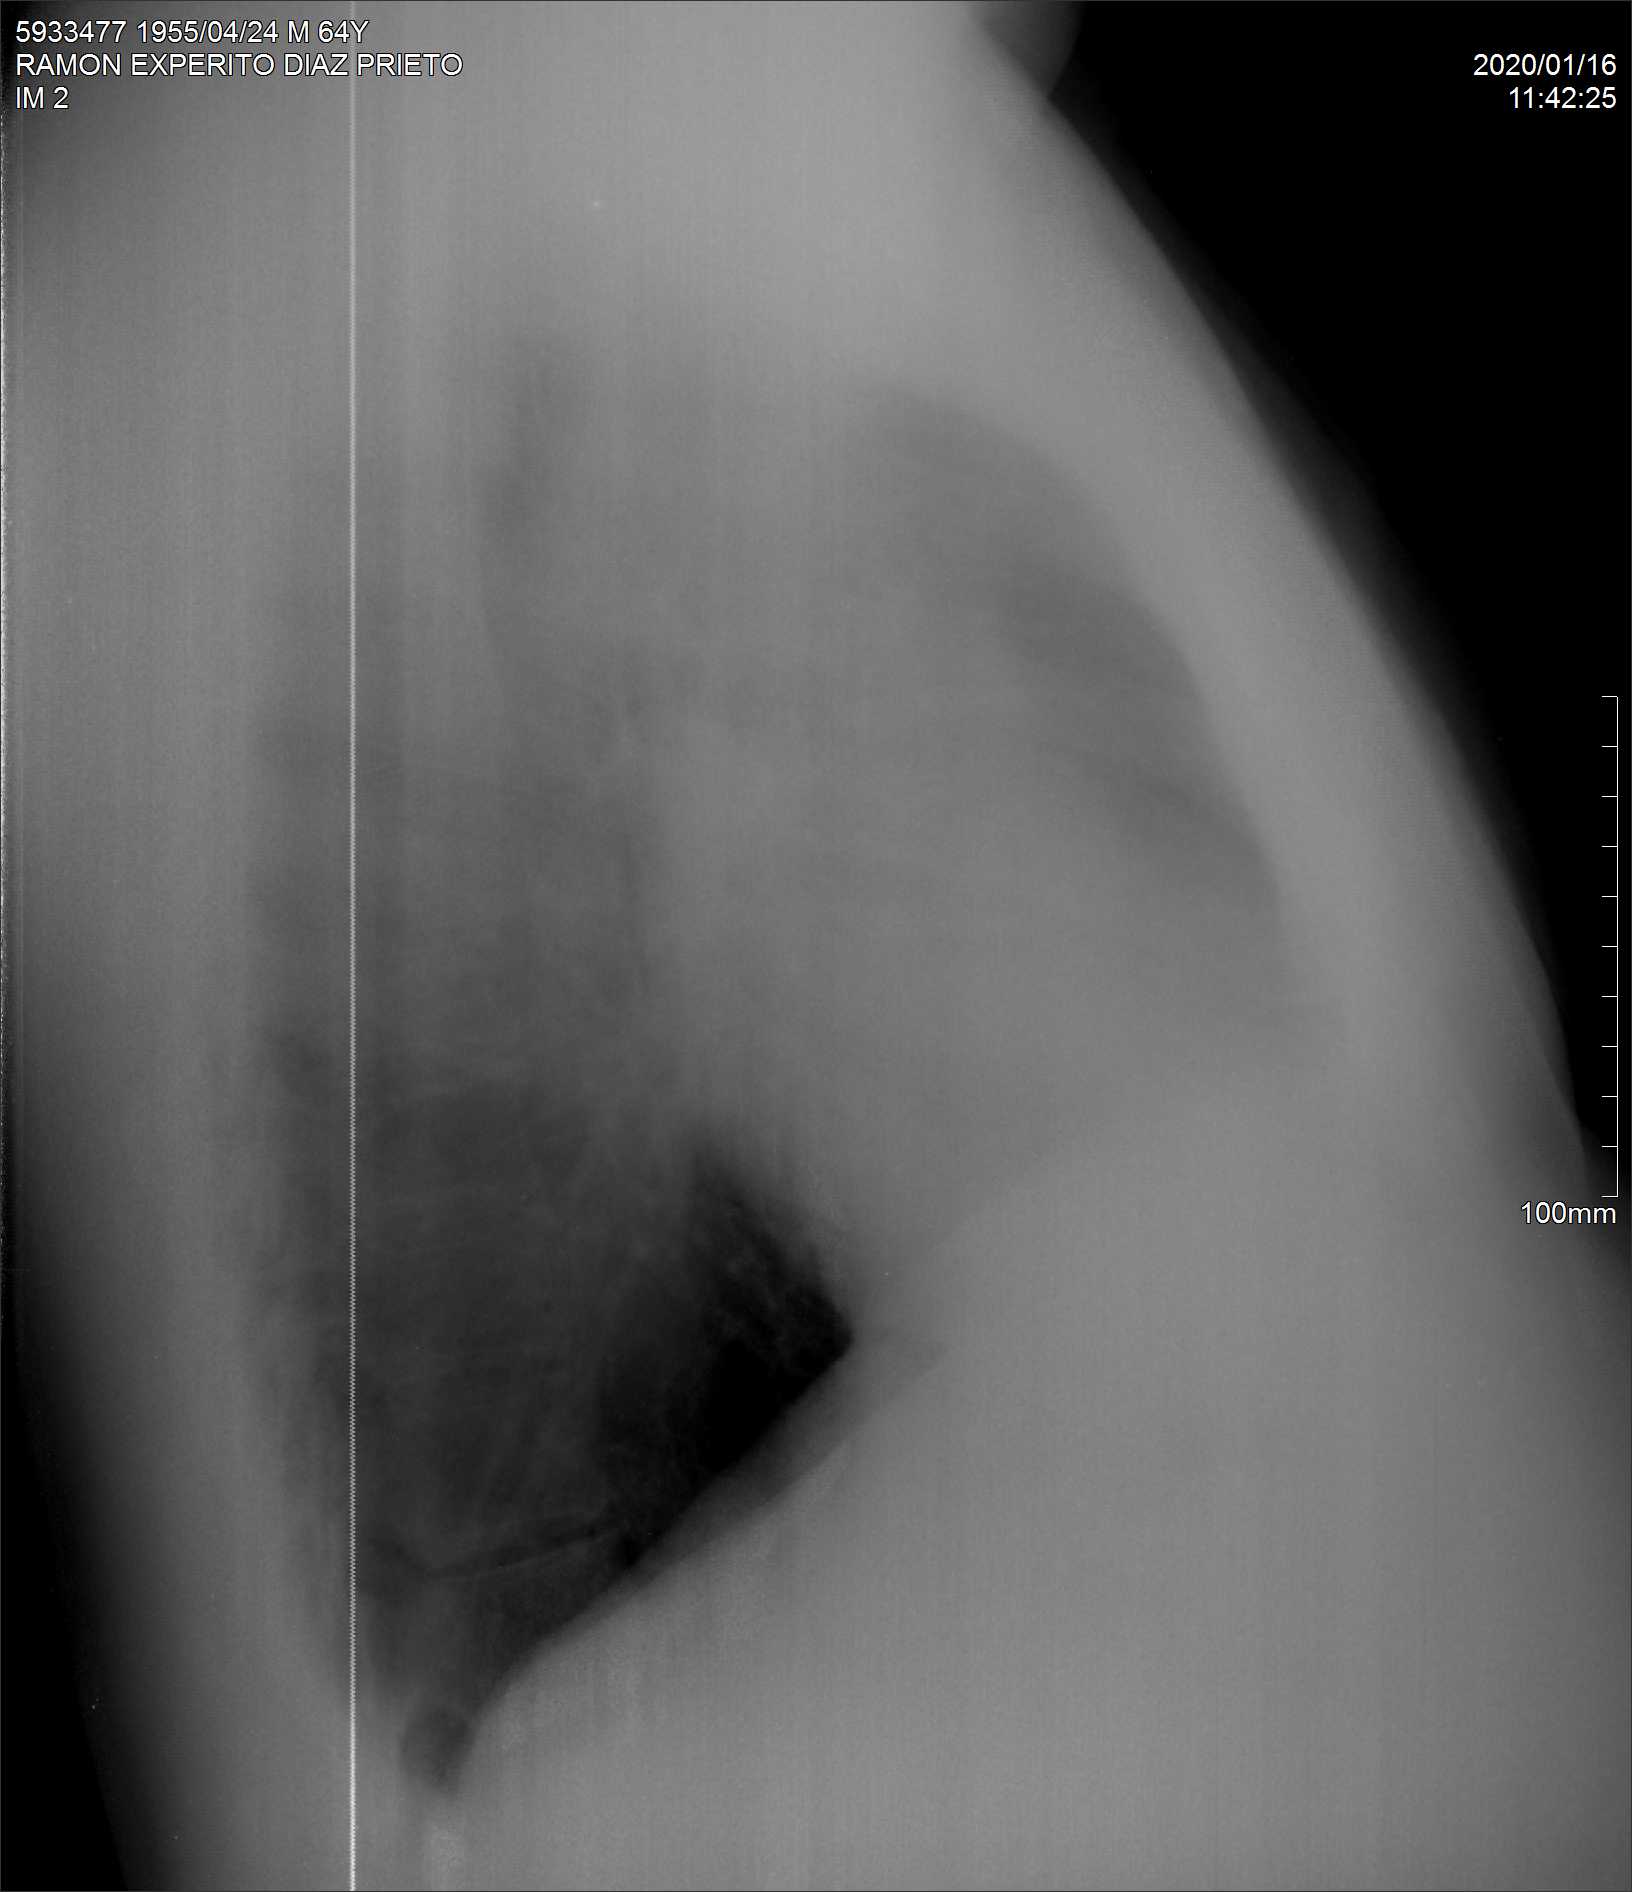 5933477 1955/04/24 M 64Y
RAMON EXPERITO DIAZ PRIETO
IM 2
2020/01/16
11:42:25
100mm